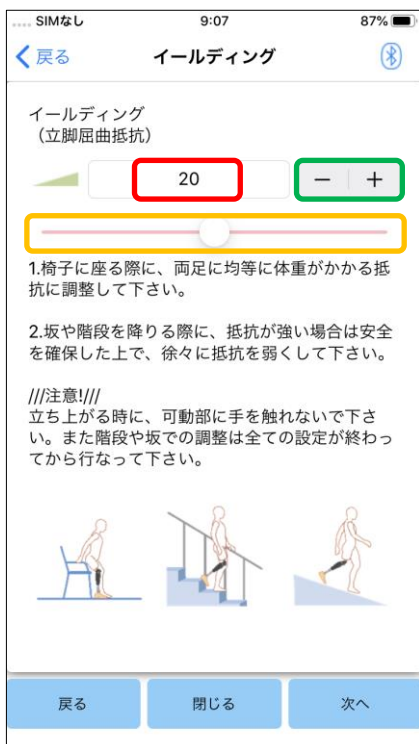 SIMなし 9:07 87%
戻る イールディング
イールディング
（立脚屈曲抵抗）
20 − +
1.椅子に座る際に、両足に均等に体重がかかる抵
抗に調整して下さい。
2.坂や階段を降りる際に、抵抗が強い場合は安全
を確保した上で、徐々に抵抗を弱くして下さい。
///注意!///
立ち上がる時に、可動部に手を触れないで下さ
い。また階段や坂での調整は全ての設定が終わっ
てから行なって下さい。
戻る 閉じる 次へ